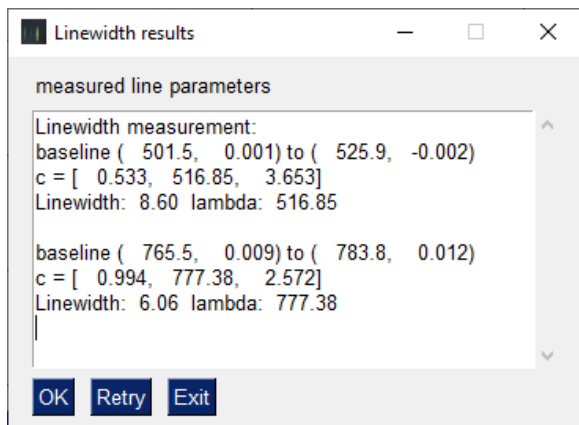 Linewidth results
measured line parameters
Linewidth measurement:
baseline ( 501.5, 0.001) to ( 525.9, -0.002)
c = [ 0.533, 516.85, 3.653]
Linewidth: 8.60 lambda: 516.85
baseline ( 765.5, 0.009) to ( 783.8, 0.012)
c = [ 0.994, 777.38, 2.572]
Linewidth: 6.06 lambda: 777.38
OK Retry Exit